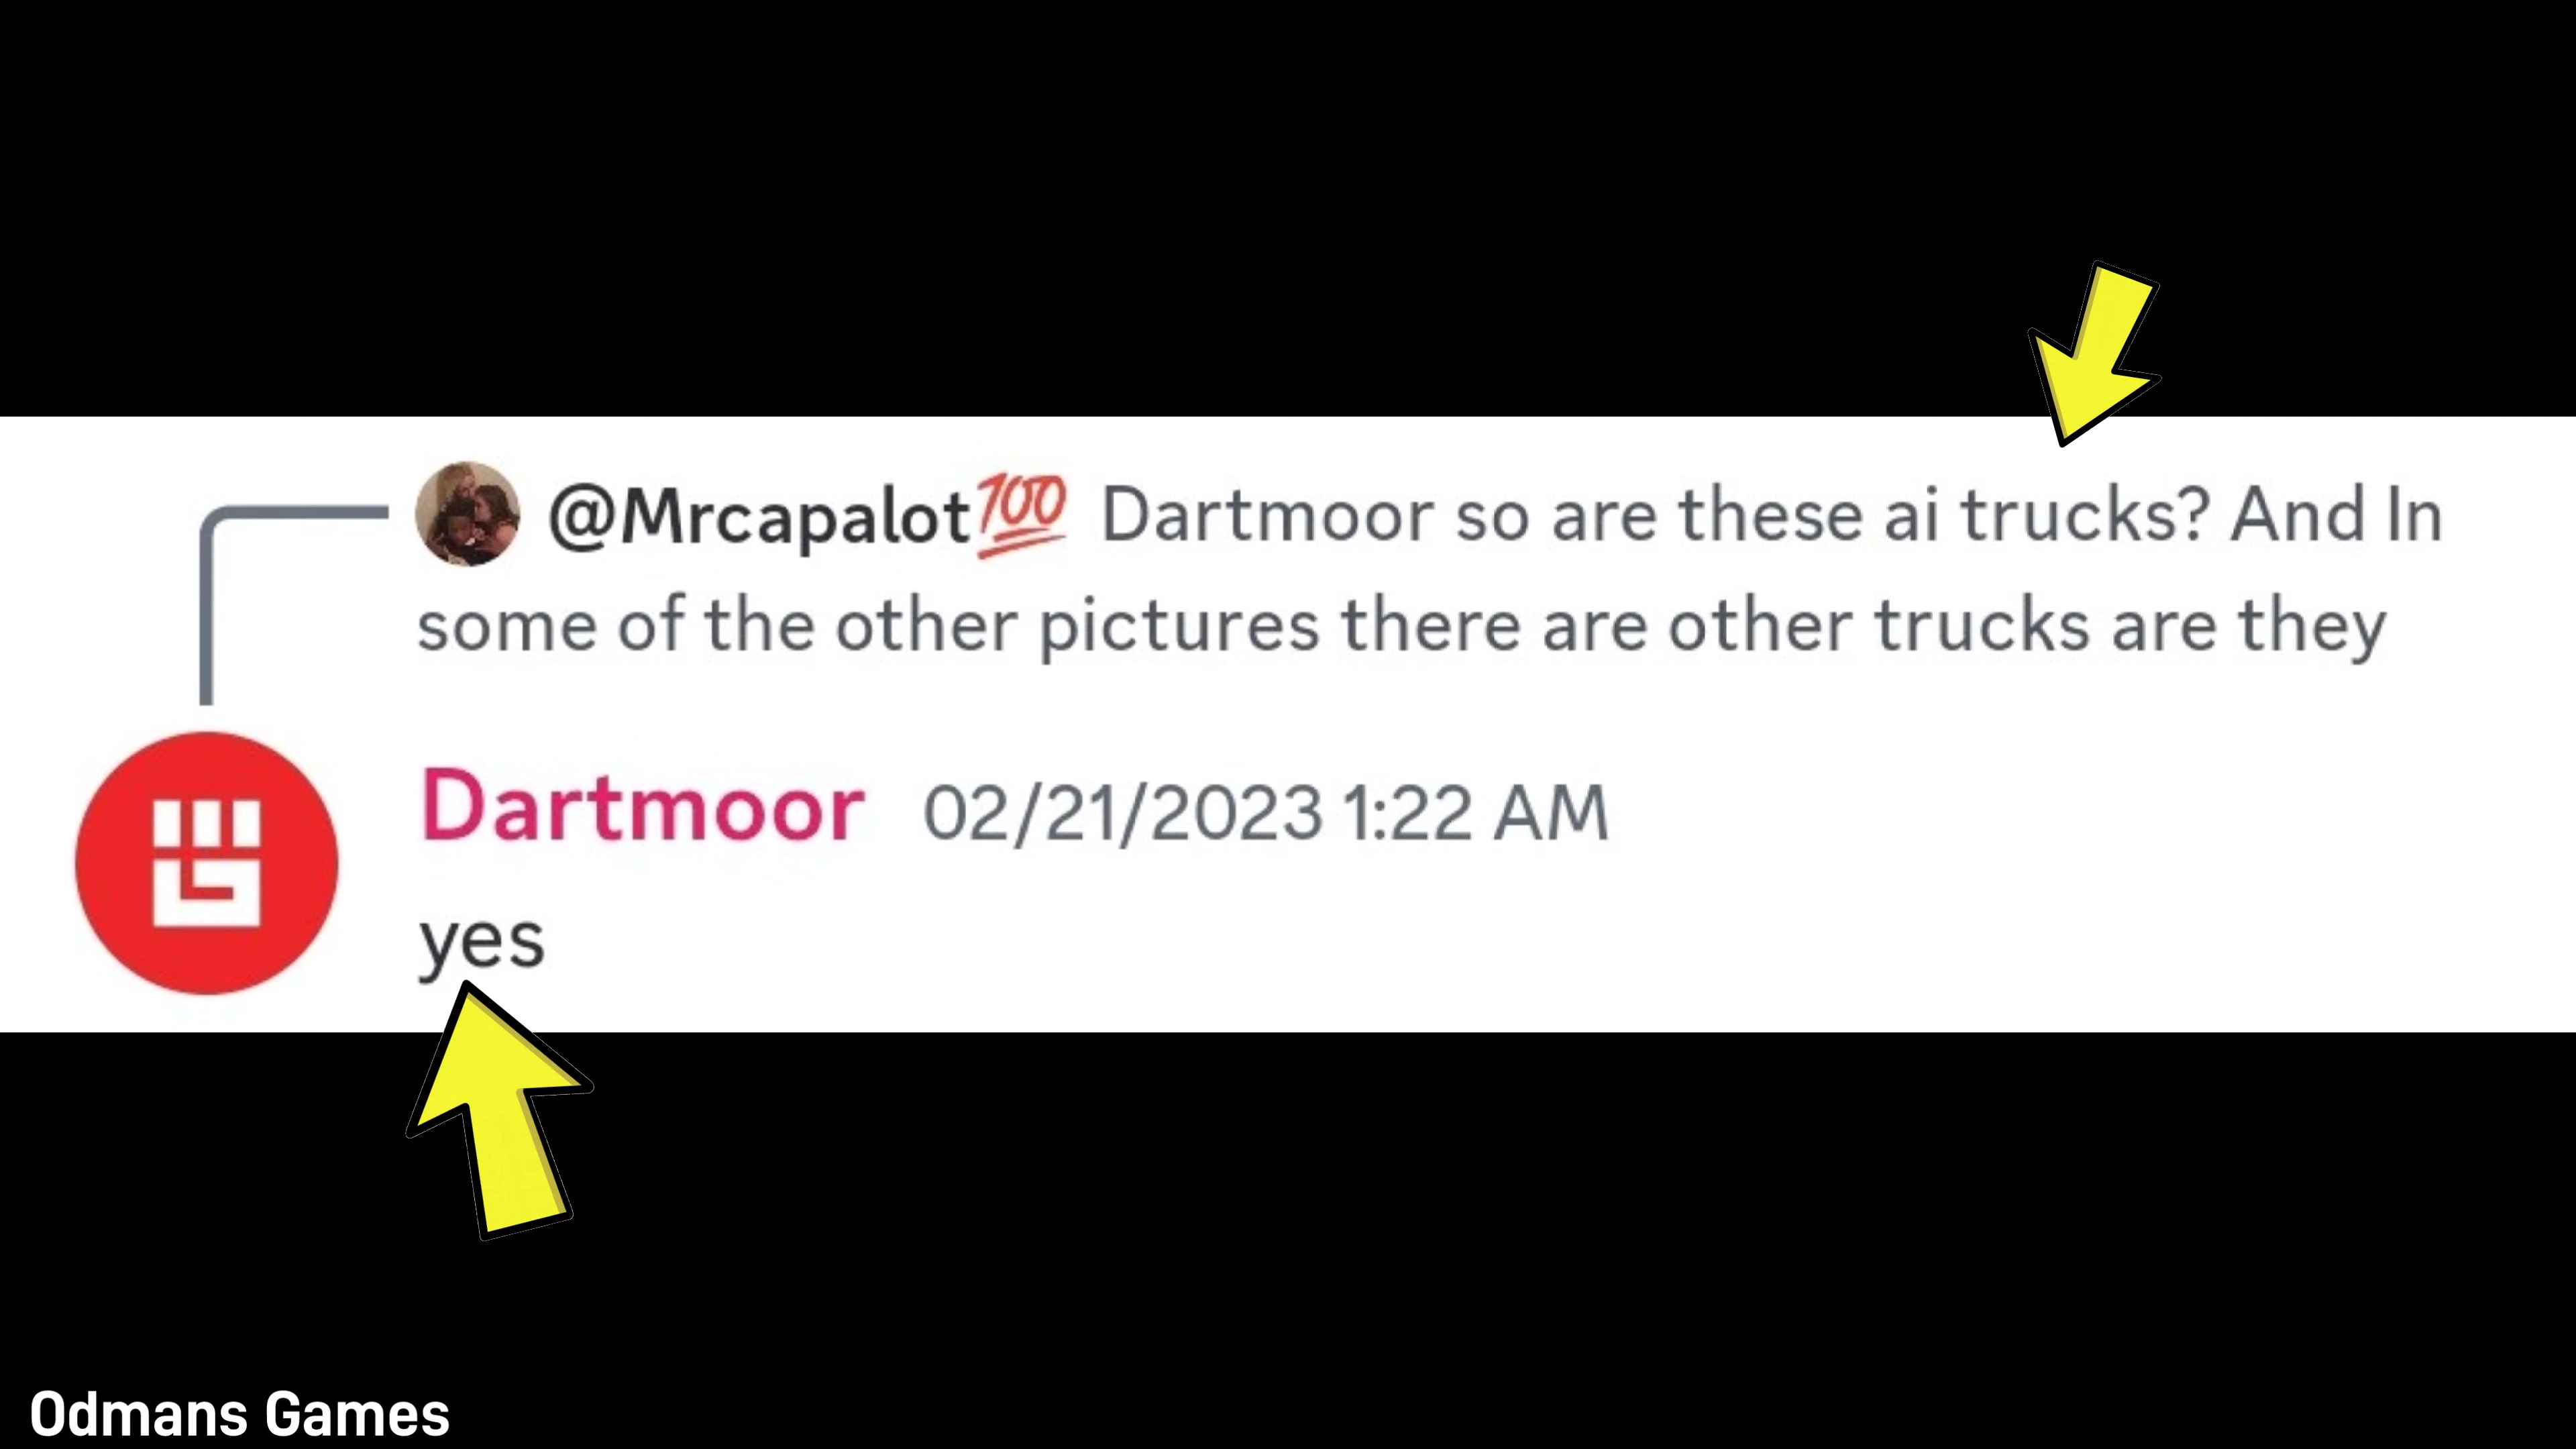 @Mrcapalot💯 Dartmoor so are these ai trucks? And In
some of the other pictures there are other trucks are they
Dartmoor 02/21/2023 1:22 AM
yes
Odmans Games